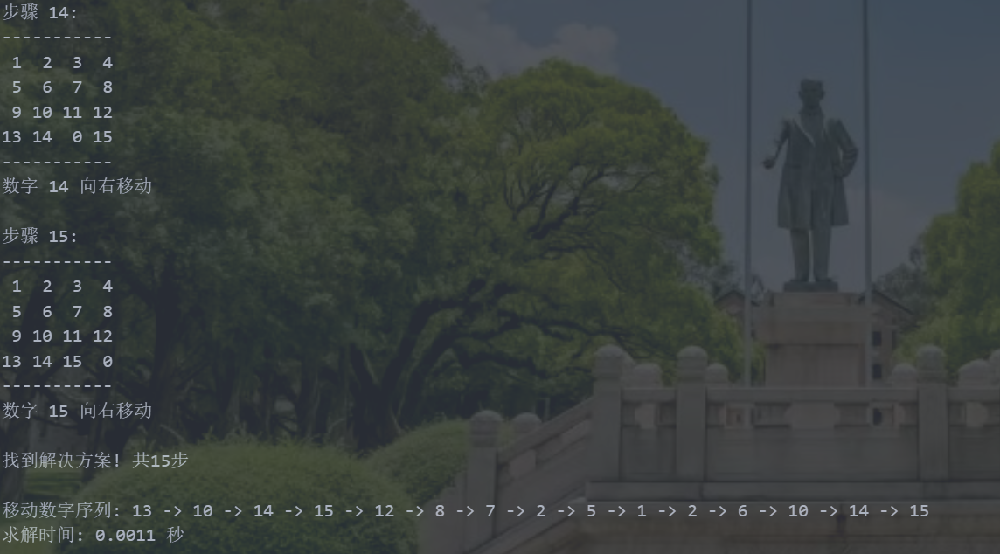 步骤 14:
-----------
 1  2  3  4
 5  6  7  8
 9 10 11 12
13 14  0 15
-----------
数字 14 向右移动

步骤 15:
-----------
 1  2  3  4
 5  6  7  8
 9 10 11 12
13 14 15  0
-----------
数字 15 向右移动

找到解决方案! 共15步

移动数字序列: 13 -> 10 -> 14 -> 15 -> 12 -> 8 -> 7 -> 2 -> 5 -> 1 -> 2 -> 6 -> 10 -> 14 -> 15
求解时间: 0.0011 秒